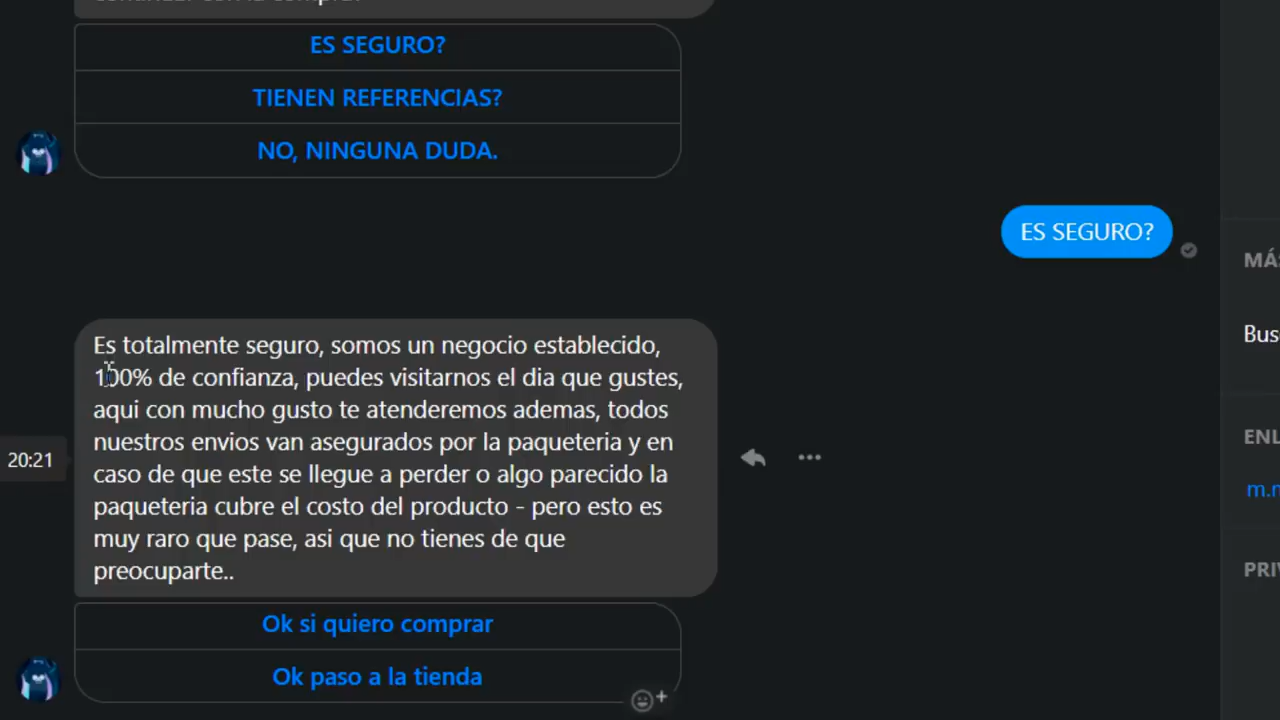 ES SEGURO?
TIENEN REFERENCIAS?
NO, NINGUNA DUDA.
ES SEGURO?
Es totalmente seguro, somos un negocio establecido,
100% de confianza, puedes visitarnos el dia que gustes,
aqui con mucho gusto te atenderemos ademas, todos
nuestros envios van asegurados por la paqueteria y en
caso de que este se llegue a perder o algo parecido la
paqueteria cubre el costo del producto - pero esto es
muy raro que pase, asi que no tienes de que
preocuparte..
20:21
Ok si quiero comprar
Ok paso a la tienda
MÁS
Bus
ENL
m.r
PRIV